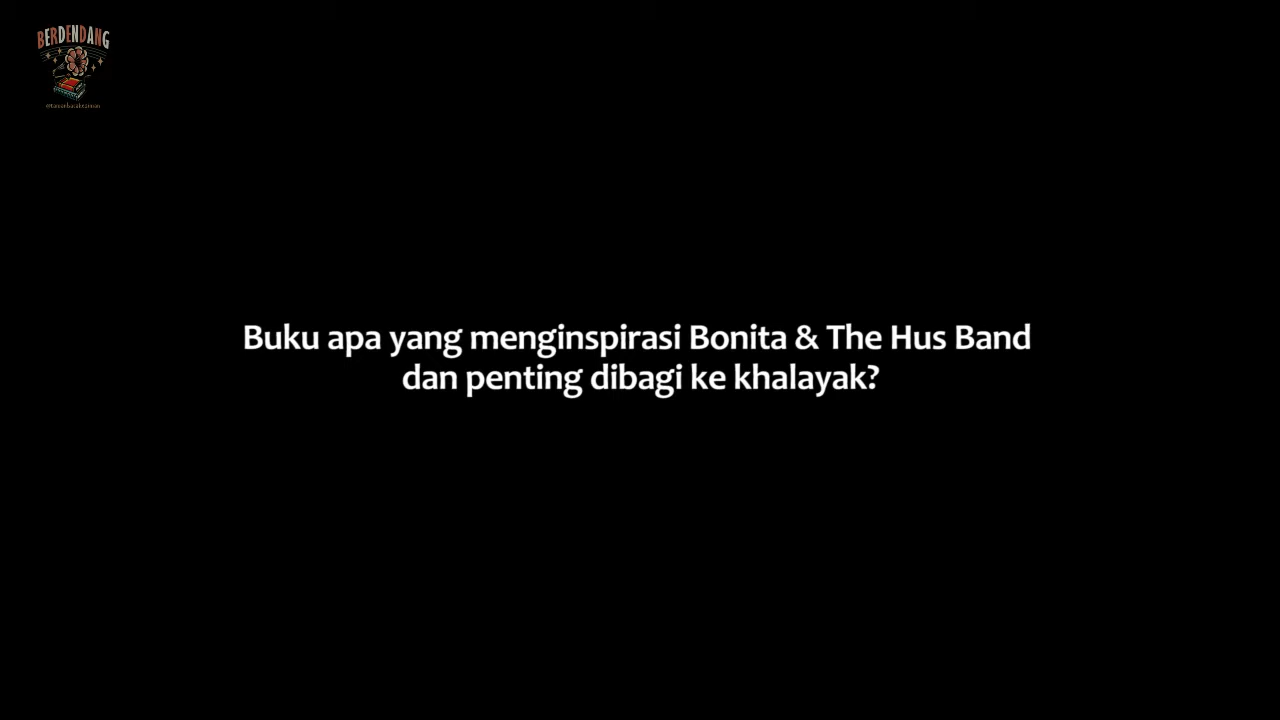 BERDENDANG
Buku apa yang menginspirasi Bonita & The Hus Band
dan penting dibagi ke khalayak?